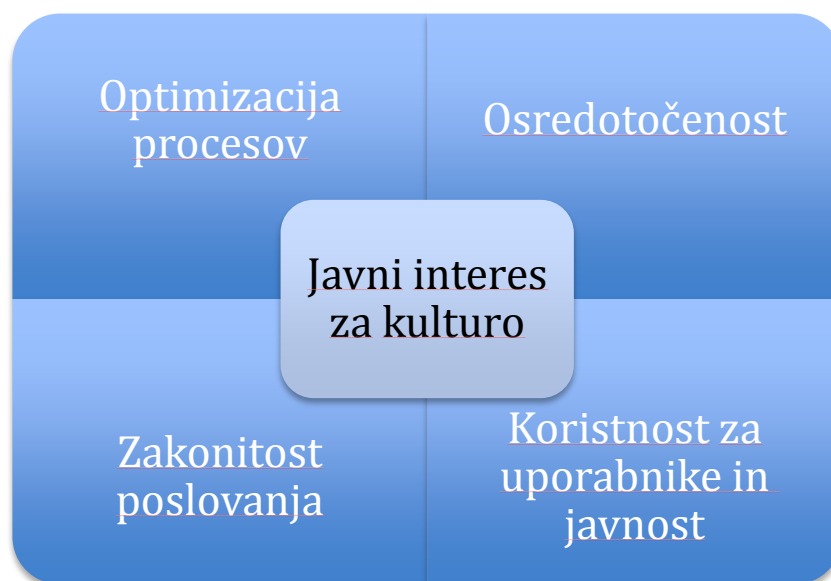 Optimizacija
procesov
Osredotočenost
Javni interes
za kulturo
Zakonitost
poslovanja
Koristnost za
uporabnike in
javnost